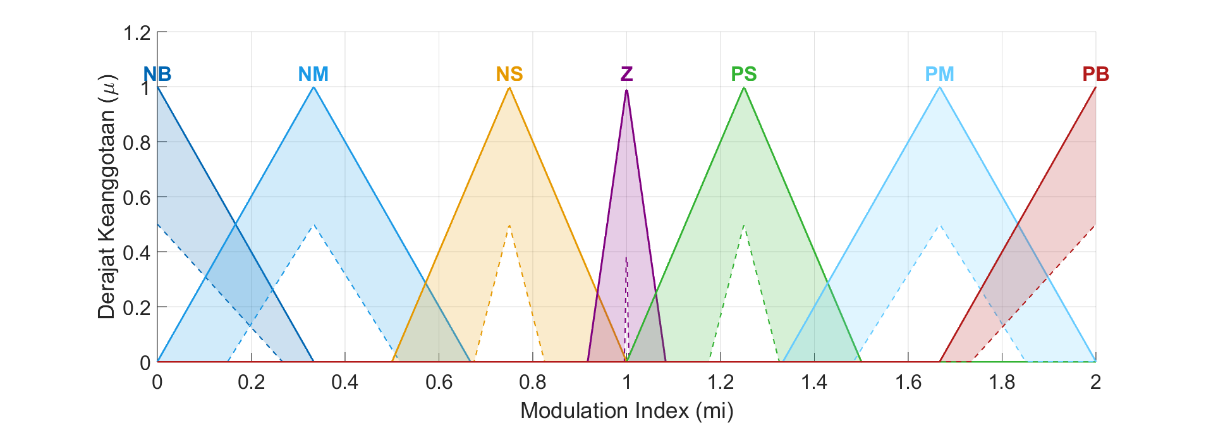 1.2
NB NM NS Z PS PM PB
1
0.8
0.6
0.4
0.2
0
Derajat Keanggotaan (μ)
0 0.2 0.4 0.6 0.8 1 1.2 1.4 1.6 1.8 2
Modulation Index (mi)